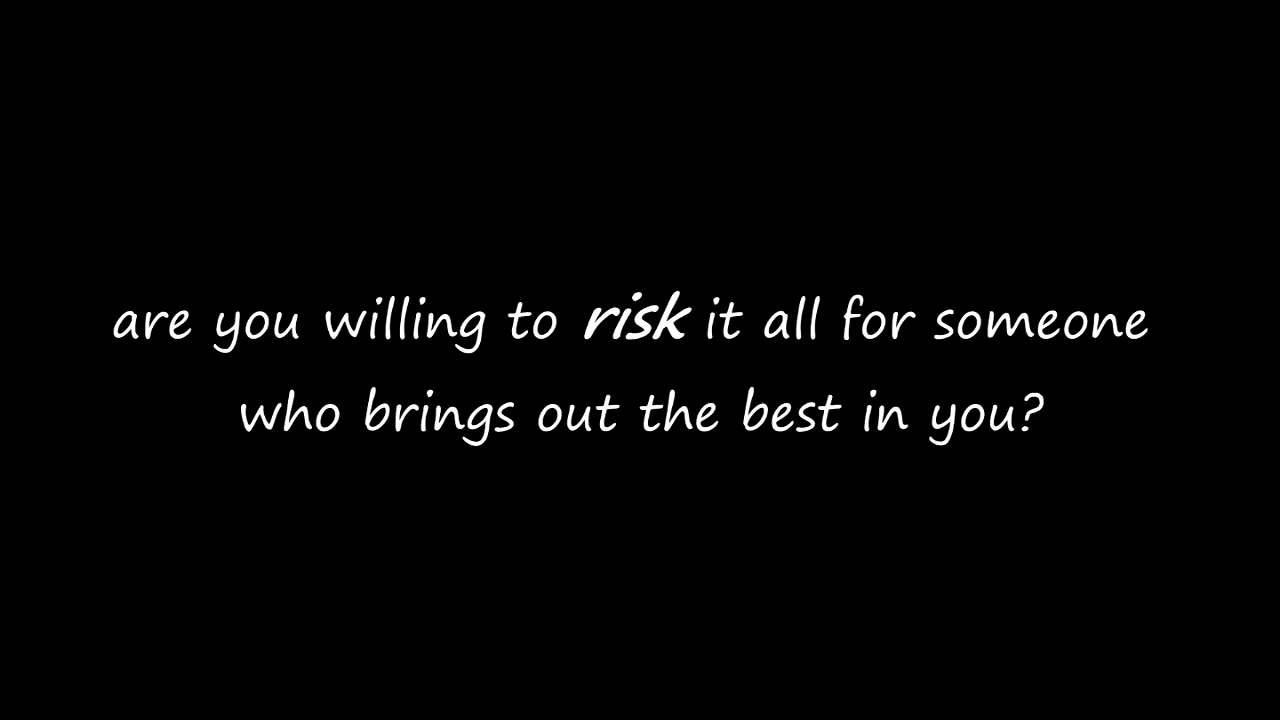 are you willing to risk it all for someone
who brings out the best in you?